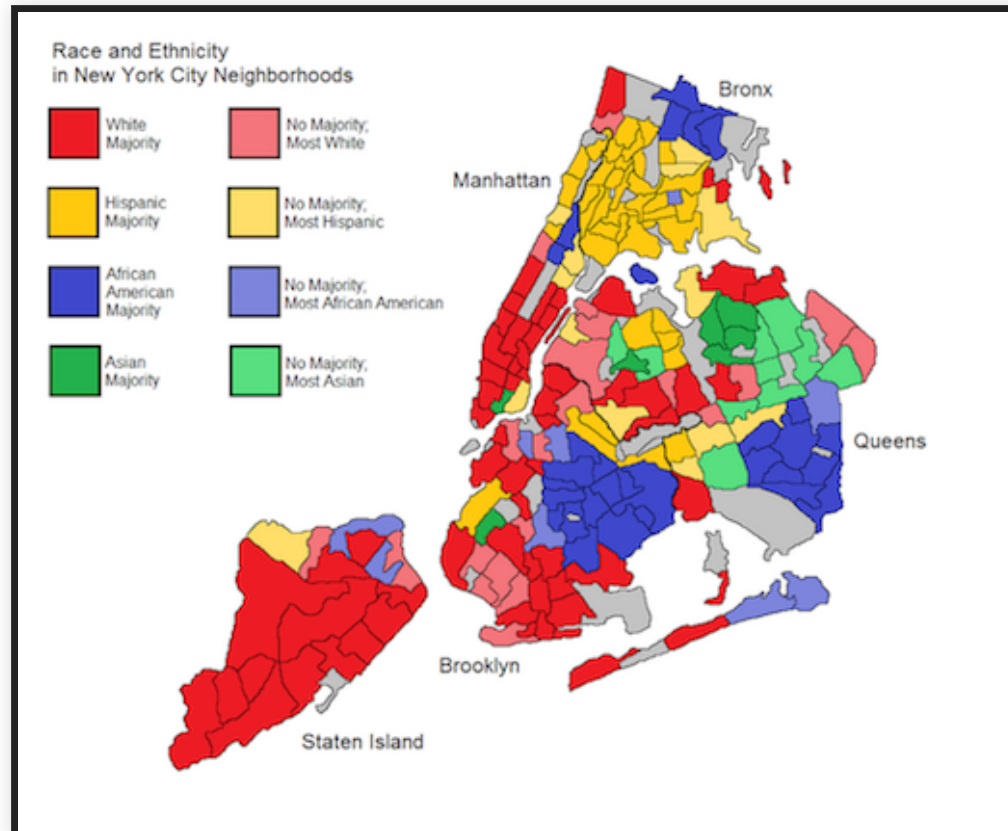 Race and Ethnicity
in New York City Neighborhoods
White
Majority
No Majority;
Most White
Hispanic
Majority
No Majority;
Most Hispanic
African
American
Majority
No Majority;
Most African American
Asian
Majority
No Majority;
Most Asian
Bronx
Manhattan
Queens
Brooklyn
Staten Island